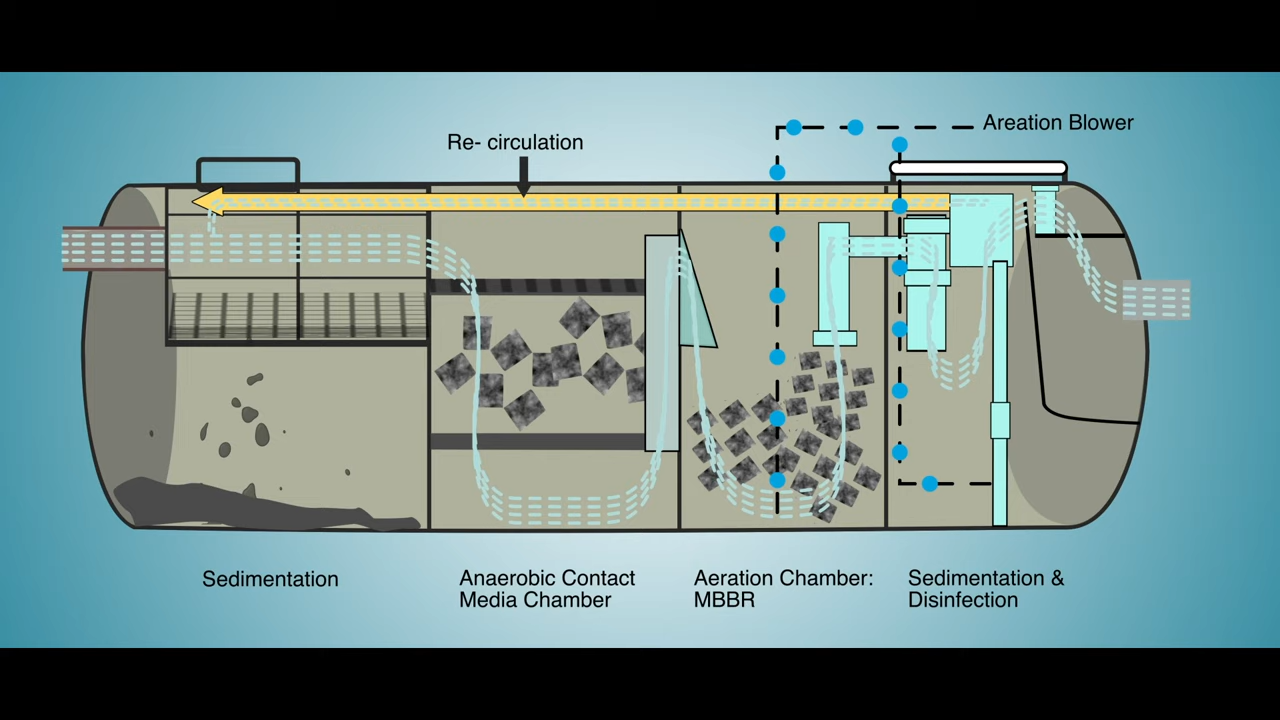 Areation Blower
Re- circulation
Sedimentation
Anaerobic Contact
Media Chamber
Aeration Chamber:
MBBR
Sedimentation &
Disinfection